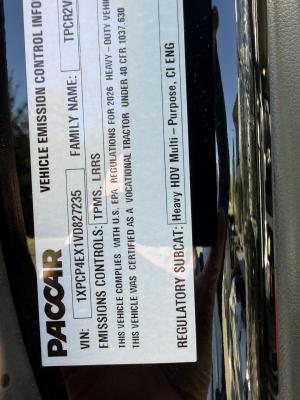 PACCAR VEHICLE EMISSION CONTROL INFO
VIN: 1XPCP4EX1VD827235 FAMILY NAME: TPCR2V
EMISSIONS CONTROLS: TPMS, LRRS
THIS VEHICLE COMPLIES WITH U.S. EPA REGULATIONS FOR 2026 HEAVY-DUTY VEHI
THIS VEHICLE WAS CERTIFIED AS A VOCATIONAL TRACTOR UNDER 40 CFR 1037.630
REGULATORY SUBCAT: Heavy HDV Multi-Purpose, CI ENG